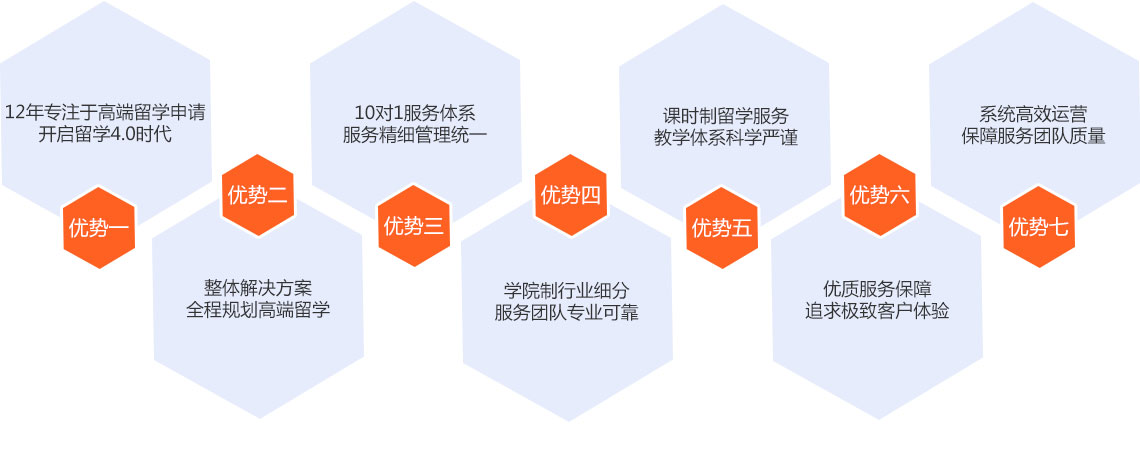 12年专注于高端留学申请
开启留学4.0时代
优势一
优势二
整体解决方案
全程规划高端留学
10对1服务体系
服务精细管理统一
优势三
优势四
学院制行业细分
服务团队专业可靠
课时制留学服务
教学体系科学严谨
优势五
优势六
优质服务保障
追求极致客户体验
系统高效运营
保障服务团队质量
优势七